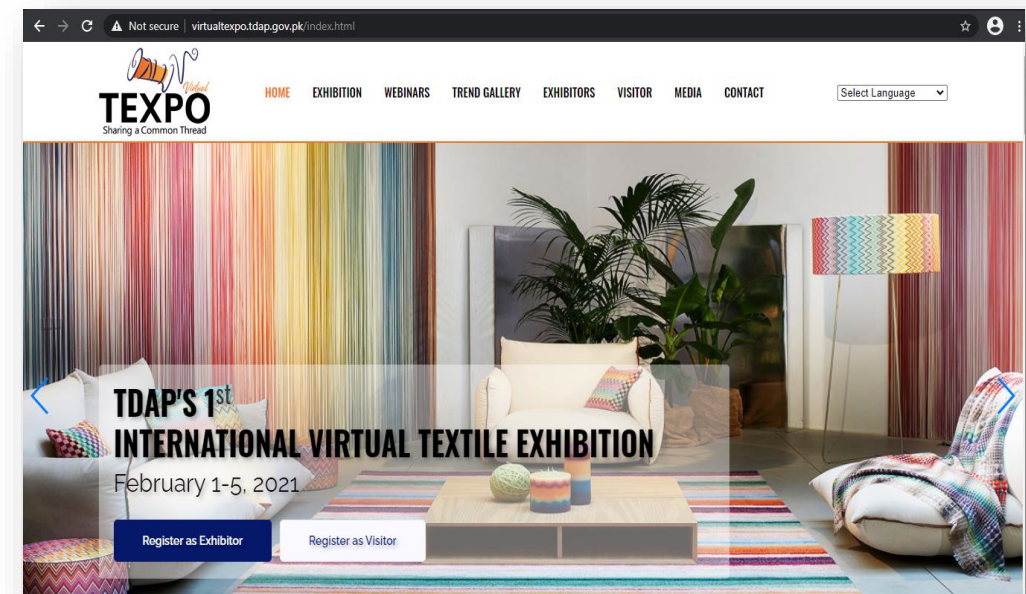 Not secure | virtualtexpo.tdap.gov.pk/index.html
Virtual
TEXPO
Sharing a Common Thread
HOME EXHIBITION WEBINARS TREND GALLERY EXHIBITORS VISITOR MEDIA CONTACT
Select Language
TDAP'S 1st
INTERNATIONAL VIRTUAL TEXTILE EXHIBITION
February 1-5, 2021
Register as Exhibitor Register as Visitor